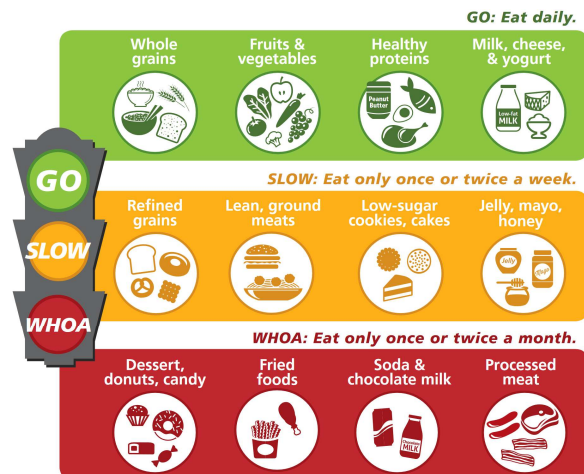 GO: Eat daily.
Whole
grains
Fruits &
vegetables
Healthy
proteins
Milk, cheese,
& yogurt
Peanut
Butter
Low-fat
MILK
GO
SLOW: Eat only once or twice a week.
Refined
grains
Lean, ground
meats
Low-sugar
cookies, cakes
Jelly, mayo,
honey
Jelly
Mayo
SLOW
WHOA
WHOA: Eat only once or twice a month.
Dessert,
donuts, candy
Fried
foods
Soda &
chocolate milk
Processed
meat
Chocolate
MILK